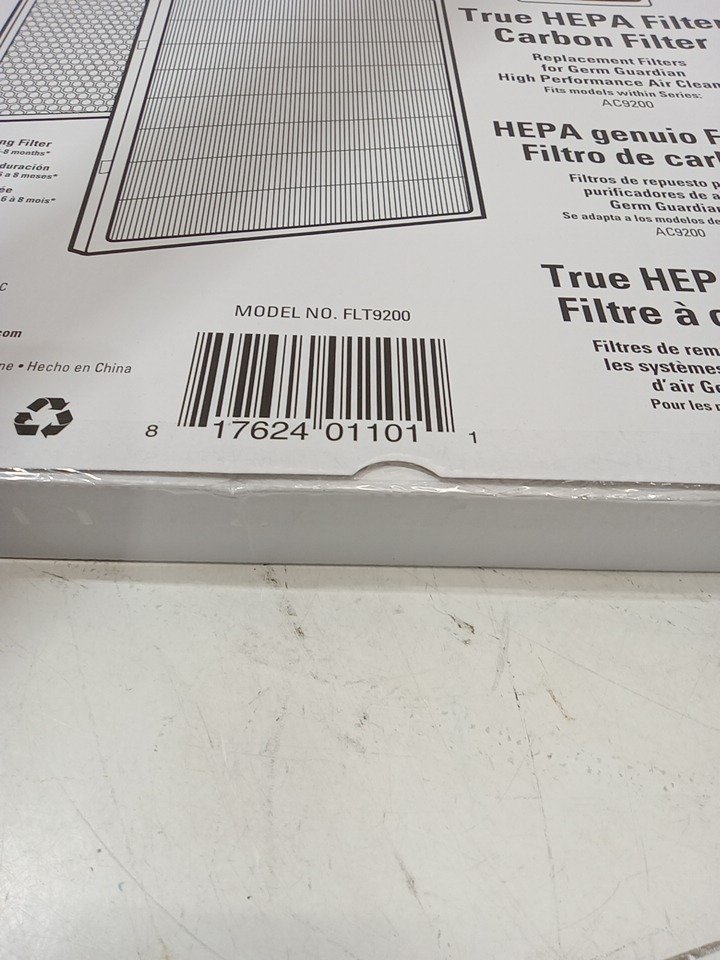 True HEPA Filte
Carbon Filter
Replacement Filters
for Germ Guardian
High Performance Air Clean
Fits models within Series:
AC9200
ng Filter
-8 months*
duración
6 a 8 meses*
ée
6 à 8 mois*
HEPA genuio F
Filtro de car
Filtros de repuesto p
purificadores de a
Germ Guardian
Se adapta a los modelos de
AC9200
True HEP
Filtre à c
Filtres de rem
les systèmes
d'air Ge
Pour les m
C
com
ne • Hecho en China
MODEL NO. FLT9200
8 17624 01101 1